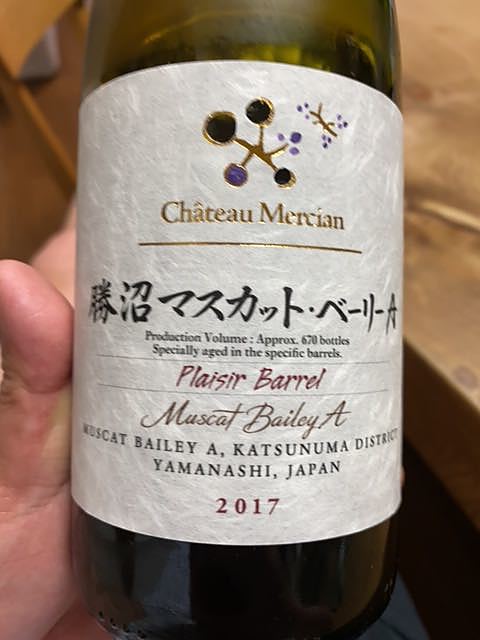 Château Mercian
勝沼マスカット・ベーリーA
Production Volume : Approx. 670 bottles
Specially aged in the specific barrels.
Plaisir Barrel
Muscat Bailey A
MUSCAT BAILEY A, KATSUNUMA DISTRICT
YAMANASHI, JAPAN
2017